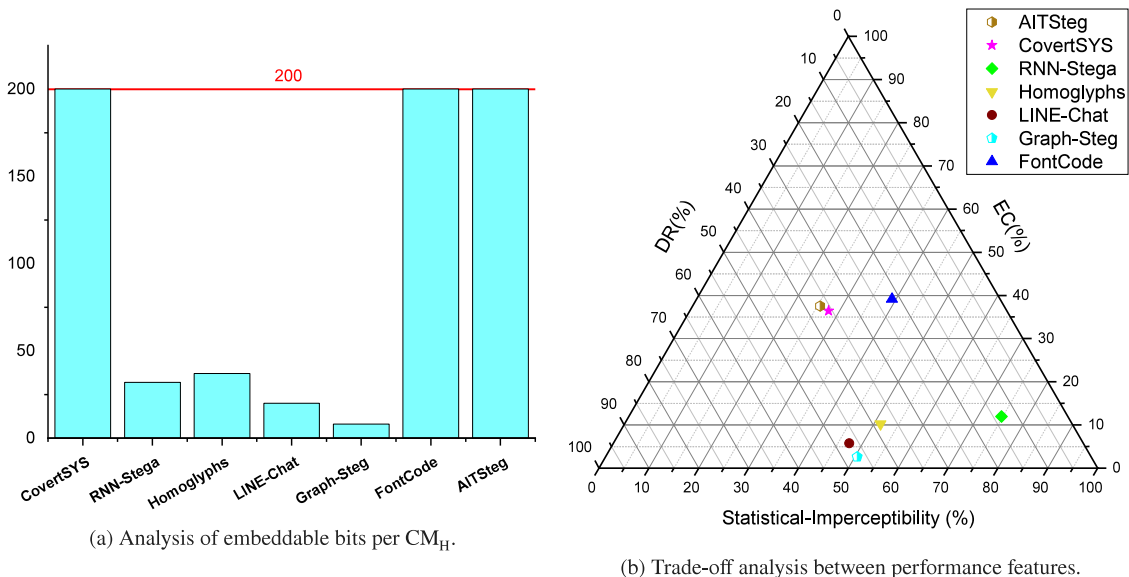 200
200
150
100
50
0
CovertSYS
RNN-Stega
Homoglyphs
LINE-Chat
Graph-Steg
FontCode
AITSteg
(a) Analysis of embeddable bits per CM_H.
AITSteg
CovertSYS
RNN-Stega
Homoglyphs
LINE-Chat
Graph-Steg
FontCode
0
10
20
30
40
50
60
70
80
90
100
DR(%)
100
90
80
70
60
50
40
30
20
10
0
EC(%)
0 10 20 30 40 50 60 70 80 90 100
Statistical-Imperceptibility (%)
(b) Trade-off analysis between performance features.